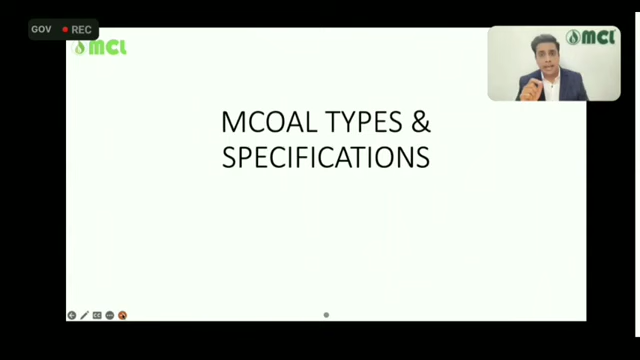 GOV REC
MCL
MCL
MCOAL TYPES &
SPECIFICATIONS